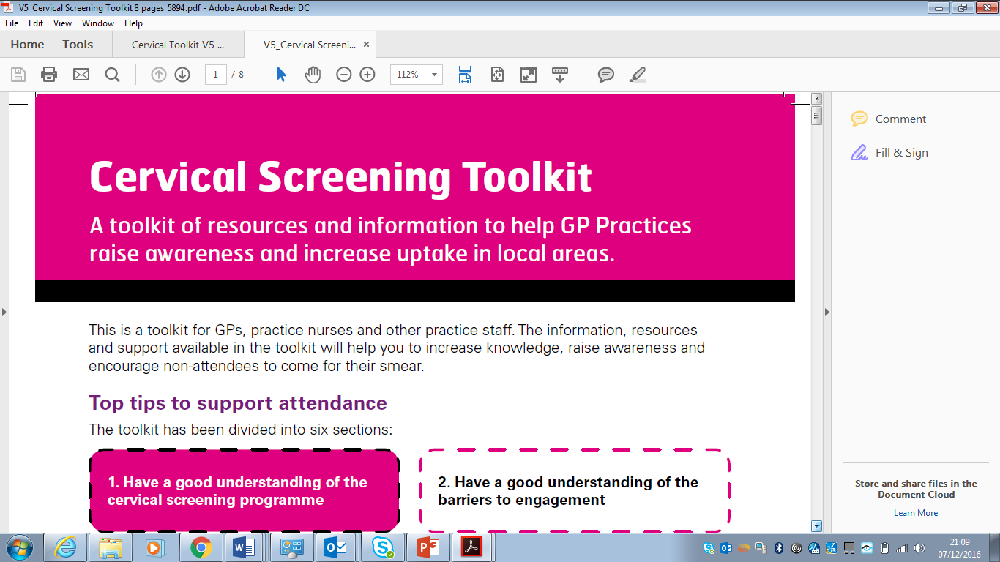 V5_Cervical Screening Toolkit 8 pages_5894.pdf - Adobe Acrobat Reader DC
File Edit View Window Help
Home Tools Cervical Toolkit V5 ... V5_Cervical Screeni... ×
1 / 8 112%
Cervical Screening Toolkit
A toolkit of resources and information to help GP Practices
raise awareness and increase uptake in local areas.
This is a toolkit for GPs, practice nurses and other practice staff. The information, resources
and support available in the toolkit will help you to increase knowledge, raise awareness and
encourage non-attendees to come for their smear.
Top tips to support attendance
The toolkit has been divided into six sections:
1. Have a good understanding of the
cervical screening programme
2. Have a good understanding of the
barriers to engagement
Comment
Fill & Sign
Store and share files in the
Document Cloud
Learn More
21:09
07/12/2016